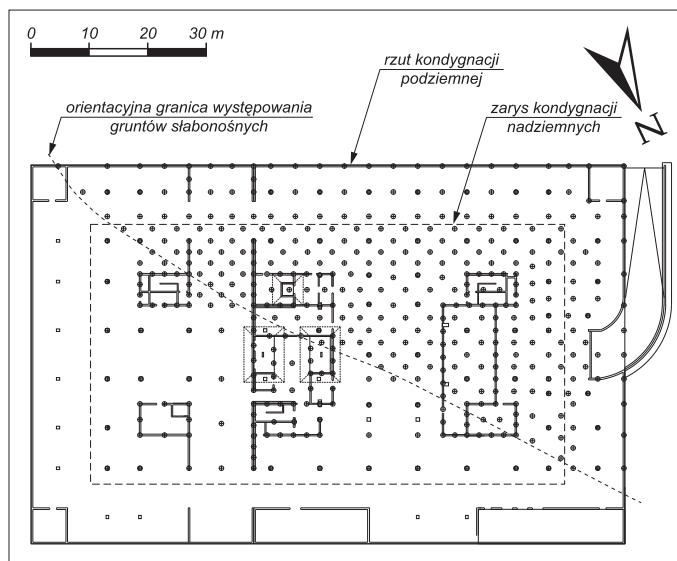 0 10 20 30 m
rzut kondygnacji
podziemnej
orientacyjna granica występowania
gruntów słabonośnych
zarys kondygnacji
nadziemnych
N